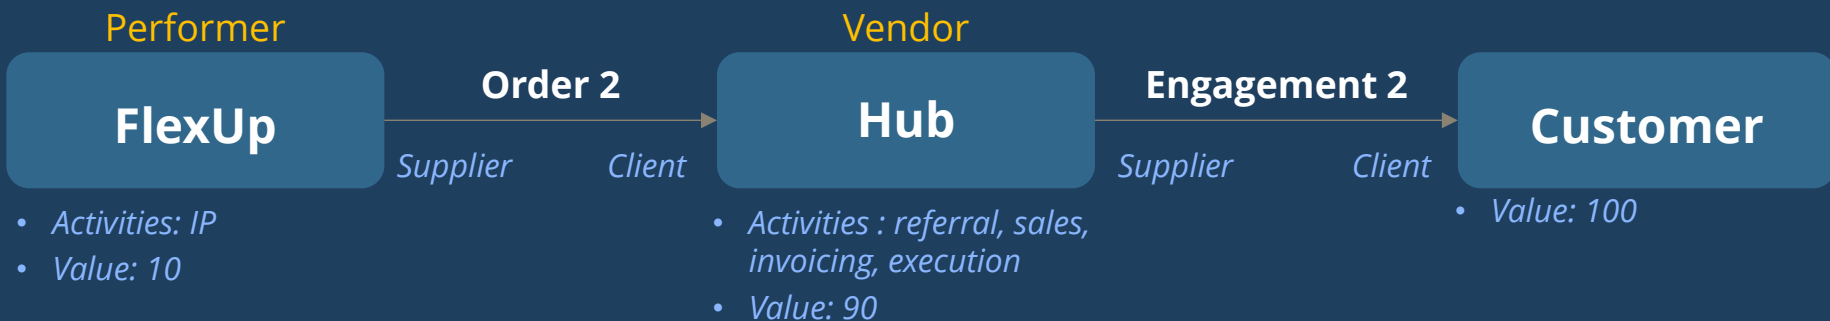 Performer
FlexUp
Order 2
Supplier
Client
• Activities: IP
• Value: 10
Vendor
Hub
Engagement 2
Supplier
Client
• Activities : referral, sales,
invoicing, execution
• Value: 90
Customer
• Value: 100